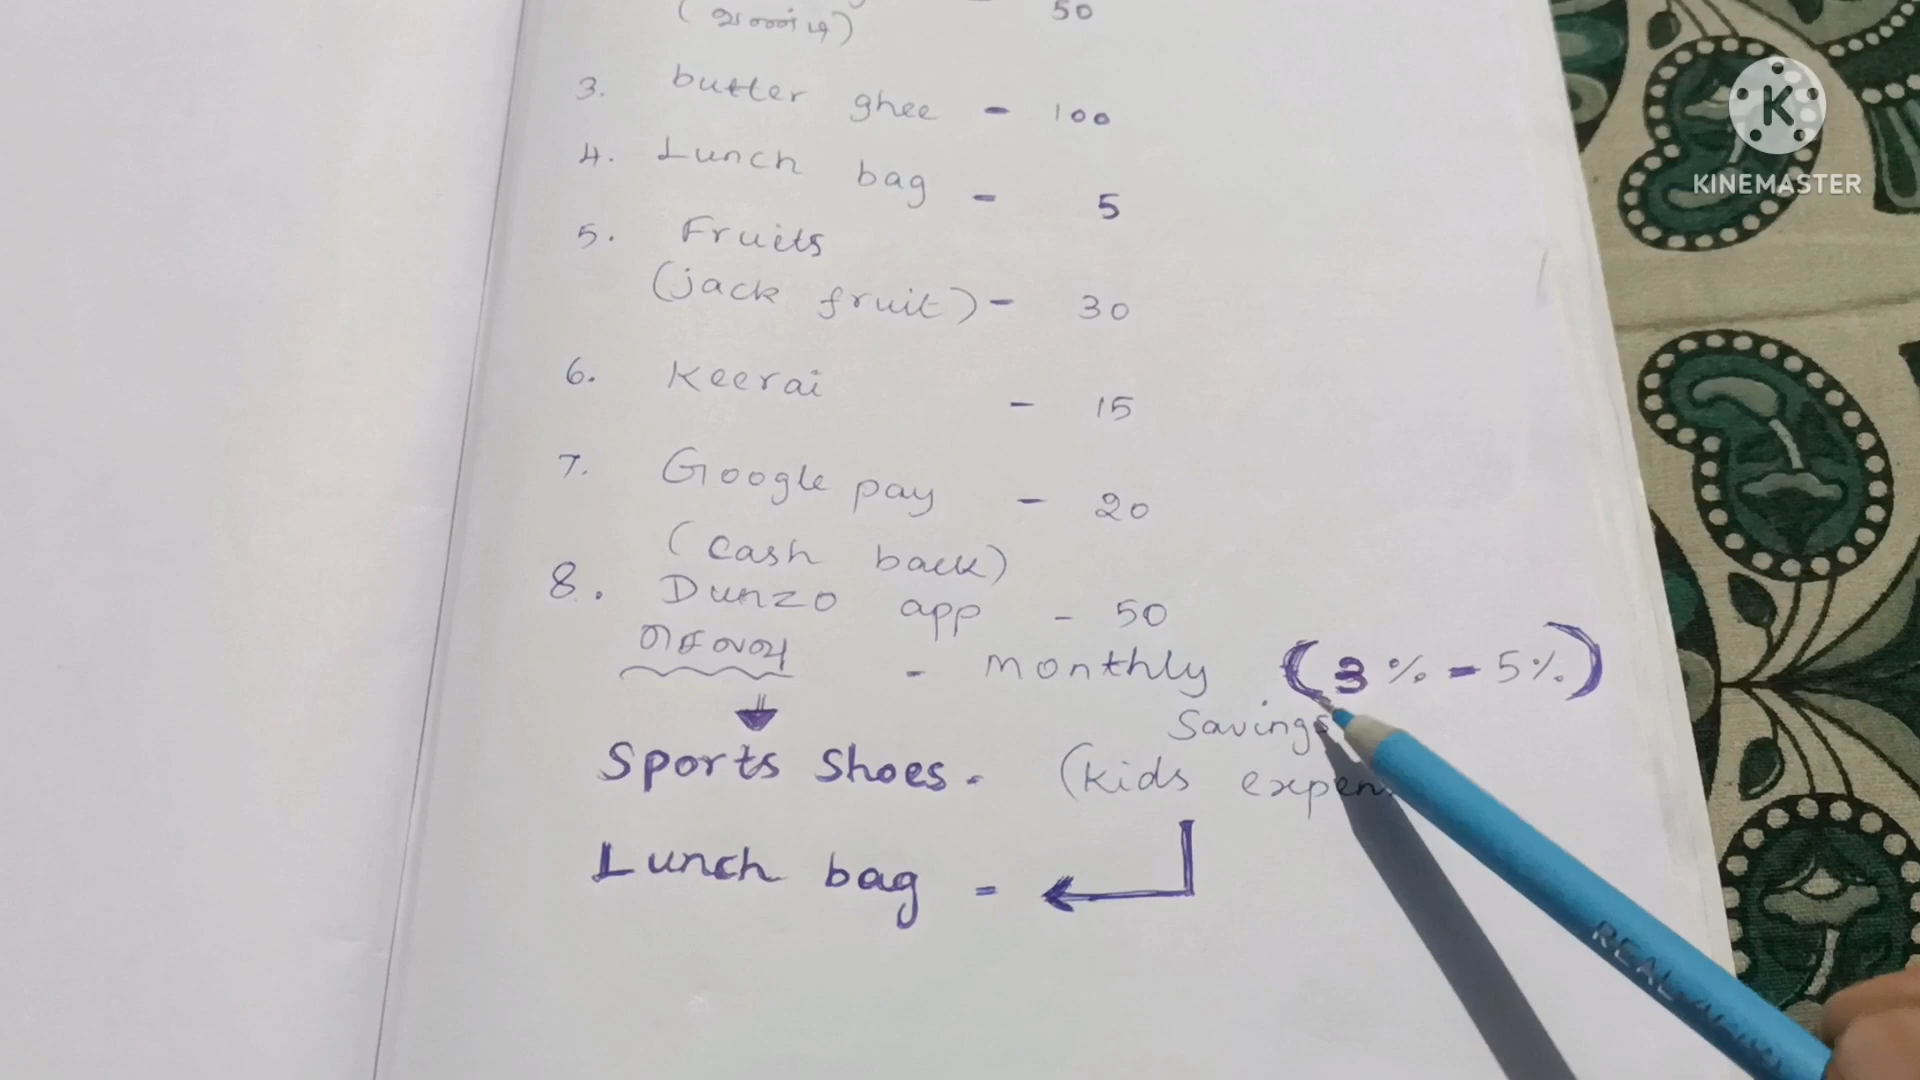 (வண்டி) 50
3. butter ghee - 100
4. Lunch bag - 5
5. Fruits
(jack fruit) - 30
6. Keerai - 15
7. Google pay - 20
(cash back)
8. Dunzo app - 50
செலவு - monthly (3% - 5%)
Savings
Sports Shoes - (kids expen
Lunch bag =
K
KINEMASTER